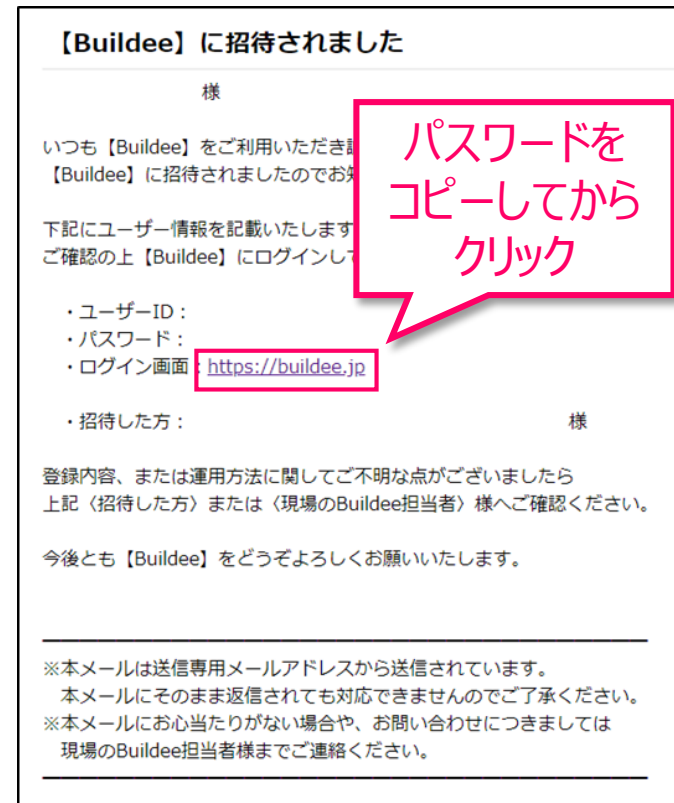 【Buildee】に招待されました
様
いつも【Buildee】をご利用いただき
【Buildee】に招待されましたのでお
パスワードを
コピーしてから
クリック
下記にユーザー情報を記載いたします
ご確認の上【Buildee】にログインし
・ユーザーID：
・パスワード：
・ログイン画面：https://buildee.jp
・招待した方： 様
登録内容、または運用方法に関してご不明な点がございましたら
上記〈招待した方〉または〈現場のBuildee担当者〉様へご確認ください。
今後とも【Buildee】をどうぞよろしくお願いいたします。
※本メールは送信専用メールアドレスから送信されています。
本メールにそのまま返信されても対応できませんのでご了承ください。
※本メールにお心当たりがない場合や、お問い合わせにつきましては
現場のBuildee担当者様までご連絡ください。